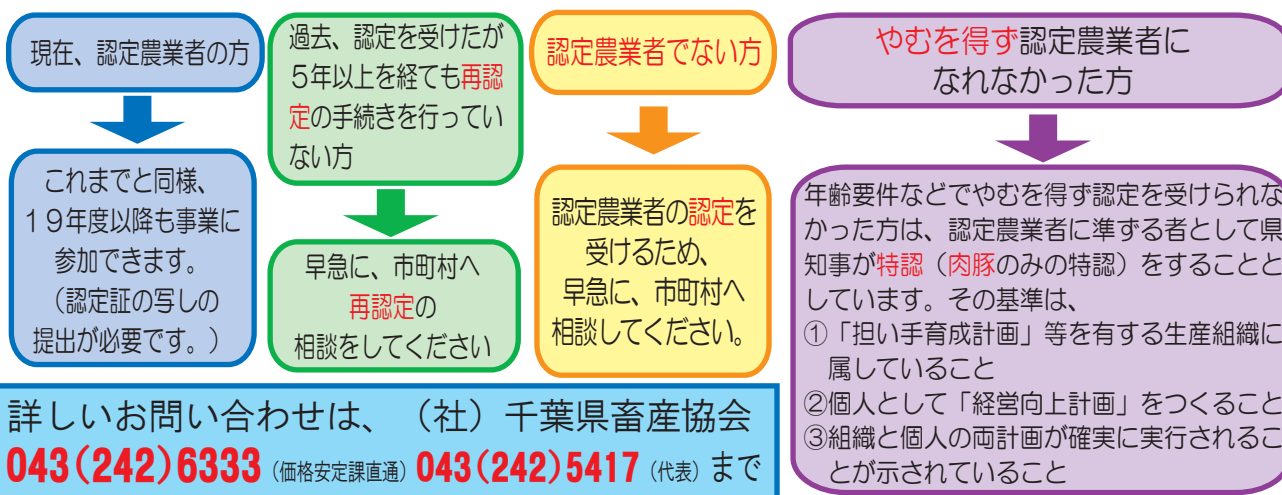 現在、認定農業者の方
これまでと同様、
１９年度以降も事業に
参加できます。
（認定証の写しの
提出が必要です。）
過去、認定を受けたが
５年以上を経ても再認
定の手続きを行ってい
ない方
早急に、市町村へ
再認定の
相談をしてください
認定農業者でない方
認定農業者の認定を
受けるため、
早急に、市町村へ
相談してください。
やむを得ず認定農業者に
なれなかった方
年齢要件などでやむを得ず認定を受けられな
かった方は、認定農業者に準ずる者として県
知事が特認（肉豚のみの特認）をすることと
しています。その基準は、
①「担い手育成計画」等を有する生産組織に
属していること
②個人として「経営向上計画」をつくること
③組織と個人の両計画が確実に実行されるこ
とが示されていること
詳しいお問い合わせは、（社）千葉県畜産協会
043(242)6333（価格安定課直通）043(242)5417（代表）まで